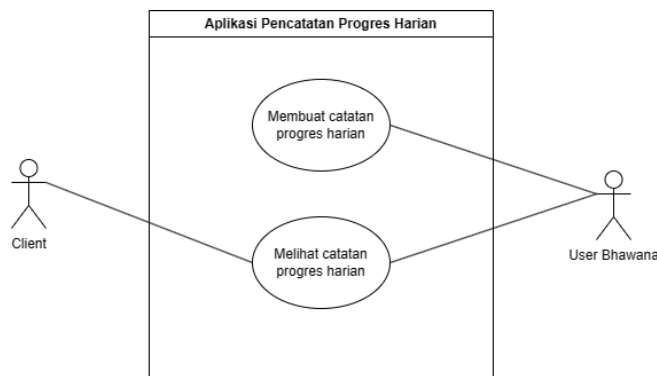 Aplikasi Pencatatan Progres Harian
Membuat catatan
progres harian
Client
Melihat catatan
progres harian
User Bhawana